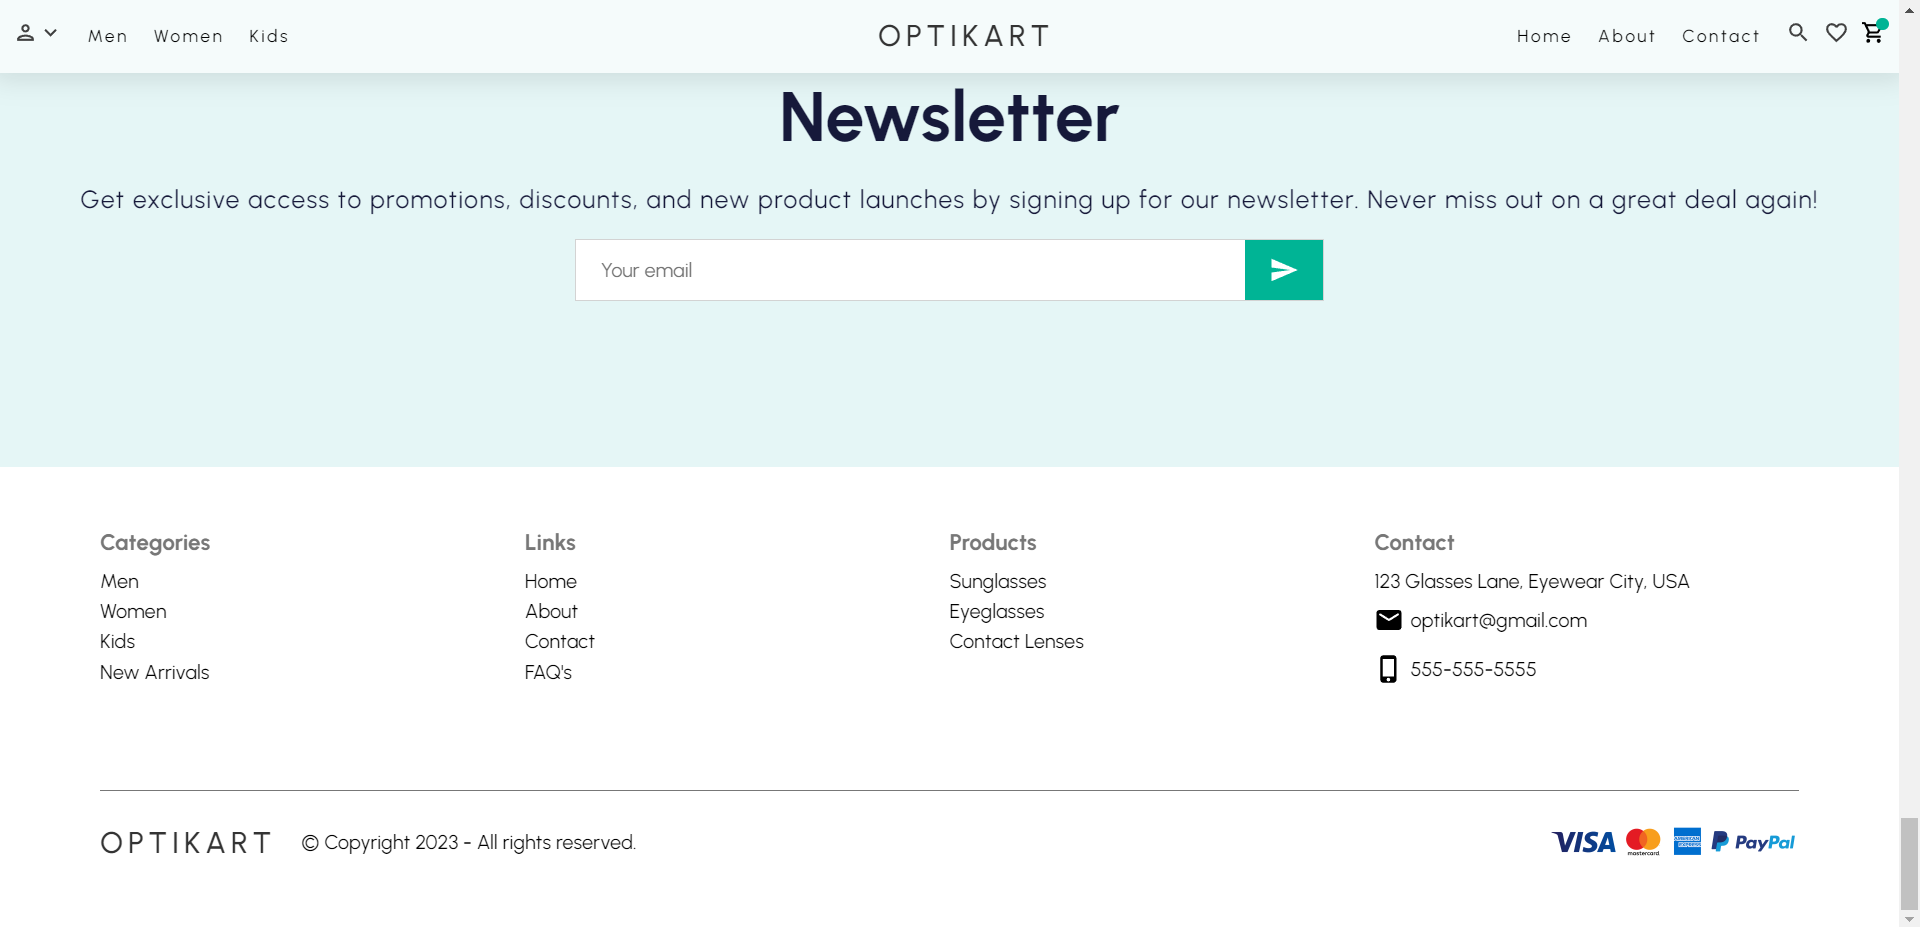 Men Women Kids OPTIKART Home About Contact
Newsletter
Get exclusive access to promotions, discounts, and new product launches by signing up for our newsletter. Never miss out on a great deal again!
Your email
Categories
Men
Women
Kids
New Arrivals
Links
Home
About
Contact
FAQ's
Products
Sunglasses
Eyeglasses
Contact Lenses
Contact
123 Glasses Lane, Eyewear City, USA
optikart@gmail.com
555-555-5555
OPTIKART © Copyright 2023 - All rights reserved.
VISA mastercard AMERICAN EXPRESS PayPal